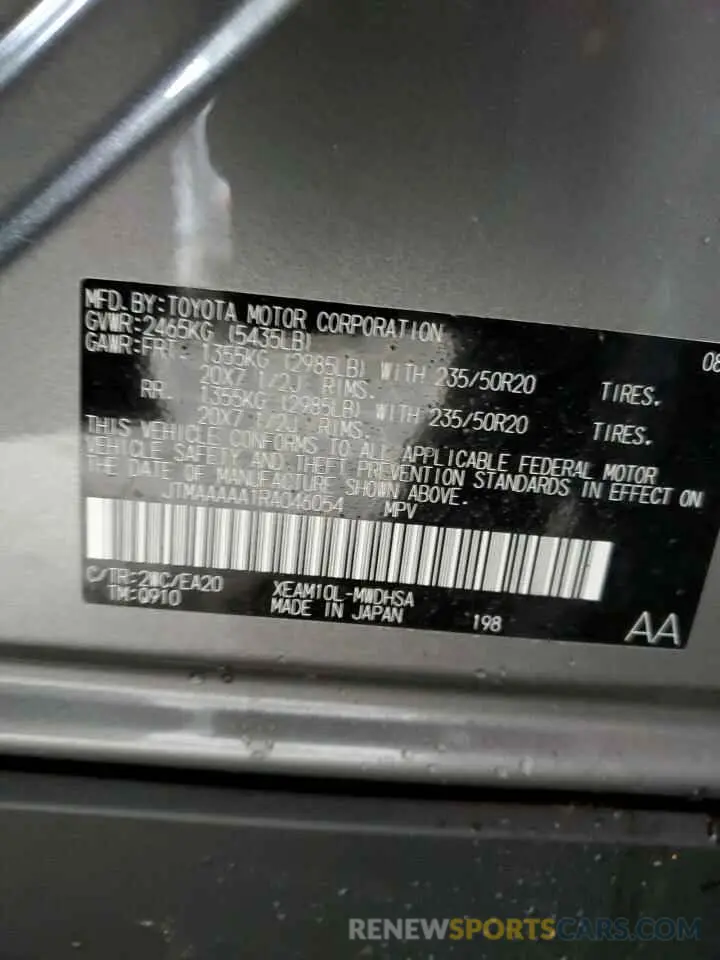 MFD.BY:TOYOTA MOTOR CORPORATION 08
GVWR:2465KG (5435LB)
GAWR:FRT. 1355KG (2985LB) WITH 235/50R20 TIRES.
20X7 1/2J RIMS.
RR. 1355KG (2985LB) WITH 235/50R20 TIRES.
20X7 1/2J RIMS.
THIS VEHICLE CONFORMS TO ALL APPLICABLE FEDERAL MOTOR
VEHICLE SAFETY AND THEFT PREVENTION STANDARDS IN EFFECT ON
THE DATE OF MANUFACTURE SHOWN ABOVE.
JTMAAAAA1RA046054 MPV
C/TR:2WC/EA20 XEAM10L-MWDHSA
TM:0910 MADE IN JAPAN 198 AA
RENEWSPORTSCARS.COM